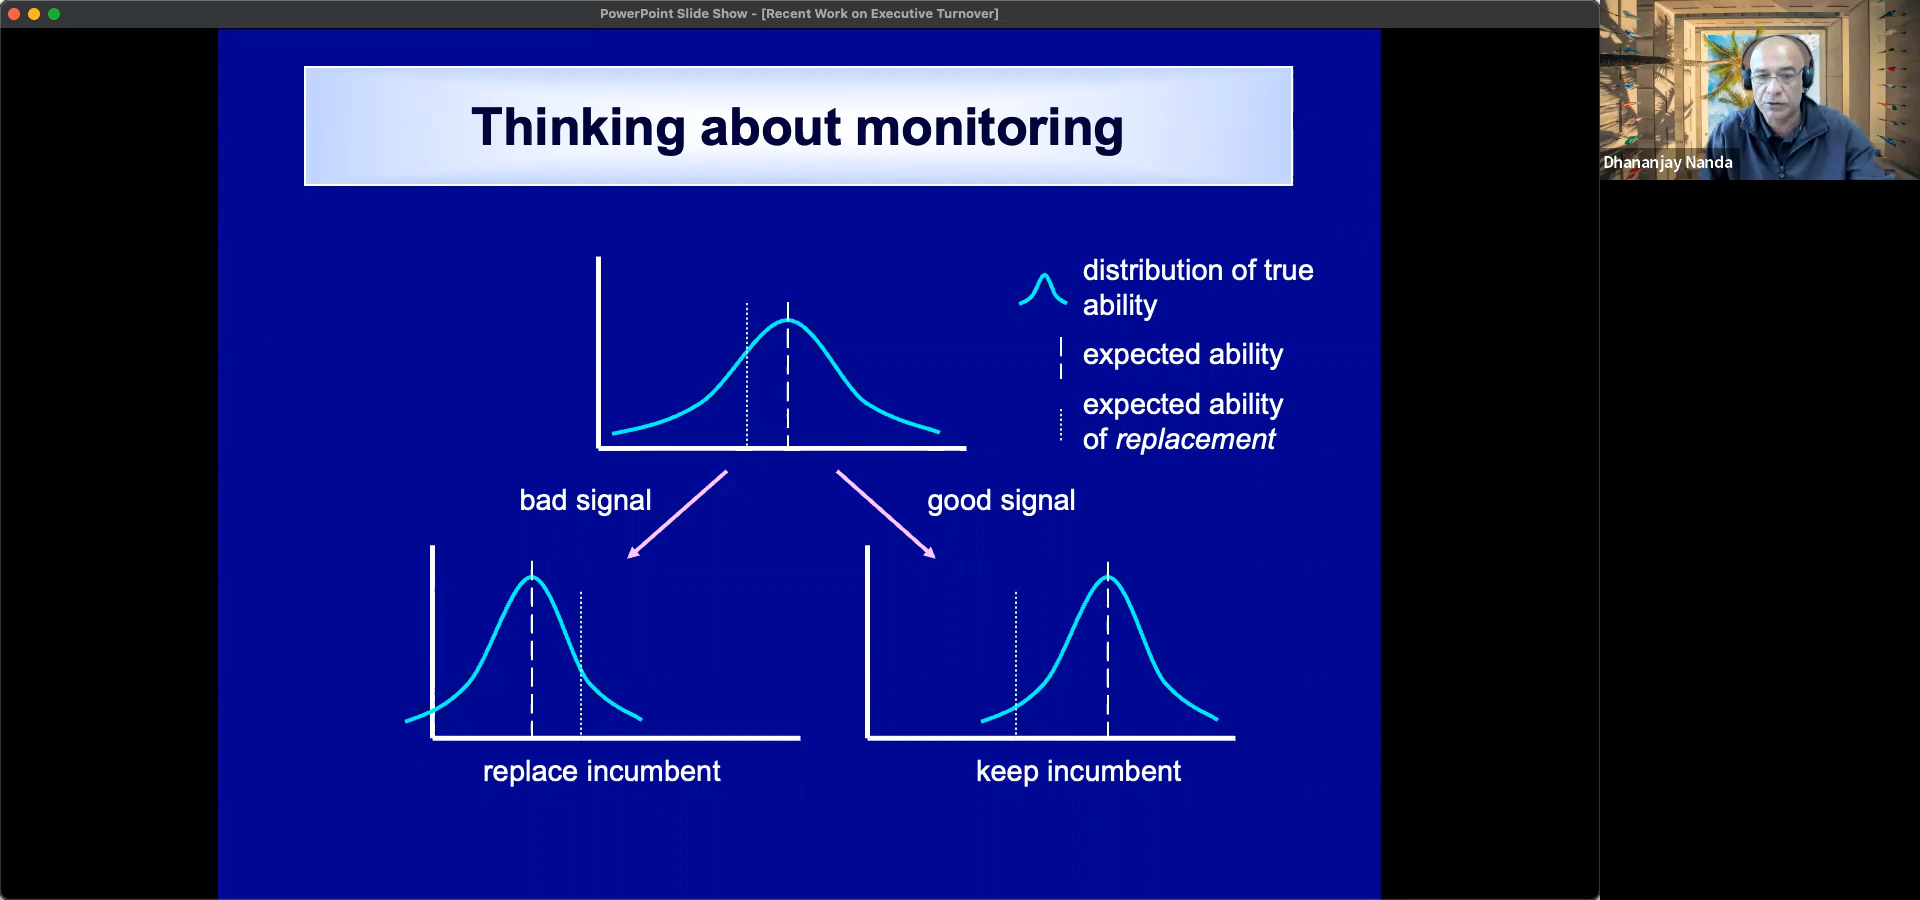 PowerPoint Slide Show - [Recent Work on Executive Turnover]
Dhananjay Nanda
Thinking about monitoring
distribution of true
ability
expected ability
expected ability
of replacement
bad signal
good signal
replace incumbent
keep incumbent